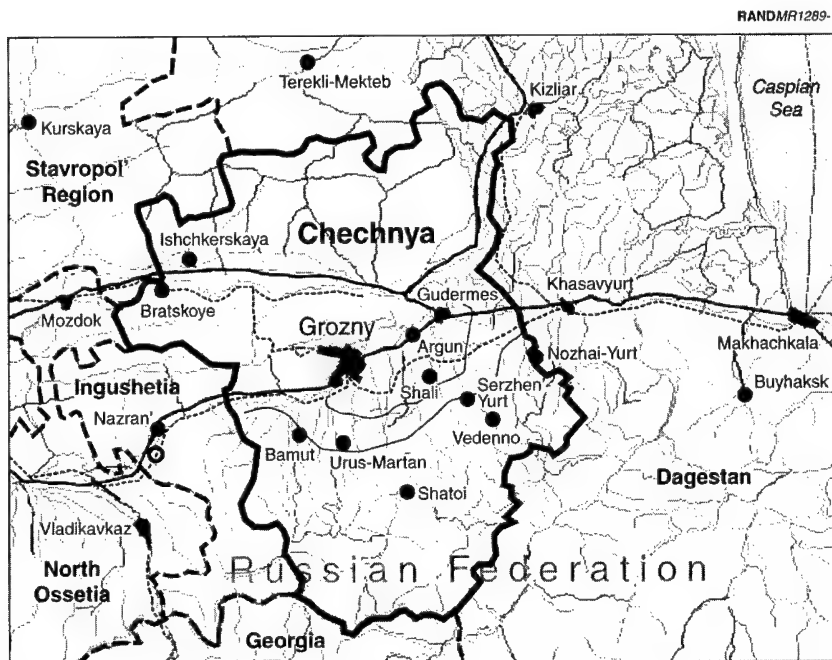 RANDMR1289-
Terekli-Mekteb
Kizliar
Caspian
Sea
Kurskaya
Stavropol'
Region
Ishchkerskaya
Chechnya
Khasavyurt
Mozdok
Bratskoye
Gudermes
Grozny
Argun
Nozhai-Yurt
Makhachkala
Ingushetia
Shali
Serzhen
Yurt
Buyhaksk
Nazran'
Vedenno
Bamut
Urus-Martan
Shatoi
Dagestan
Vladikavkaz
North
Ossetia
Russian Federation
Georgia